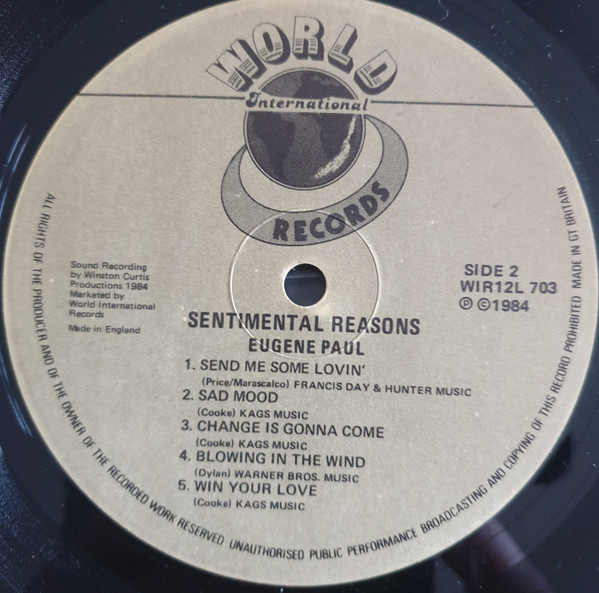 WORLD
International
RECORDS
ALL RIGHTS OF THE PRODUCER AND OF THE OWNER OF THE RECORDED WORK RESERVED UNAUTHORISED PUBLIC PERFORMANCE BROADCASTING AND COPYING OF THIS RECORD PROHIBITED MADE IN GT BRITAIN
Sound Recording
by Winston Curtis
Productions 1984
Marketed by
World International
Records
Made in England
SIDE 2
WIR12L 703
℗ ©1984
SENTIMENTAL REASONS
EUGENE PAUL
1. SEND ME SOME LOVIN'
(Price/Marascalco) FRANCIS DAY & HUNTER MUSIC
2. SAD MOOD
(Cooke) KAGS MUSIC
3. CHANGE IS GONNA COME
(Cooke) KAGS MUSIC
4. BLOWING IN THE WIND
(Dylan) WARNER BROS. MUSIC
5. WIN YOUR LOVE
(Cooke) KAGS MUSIC